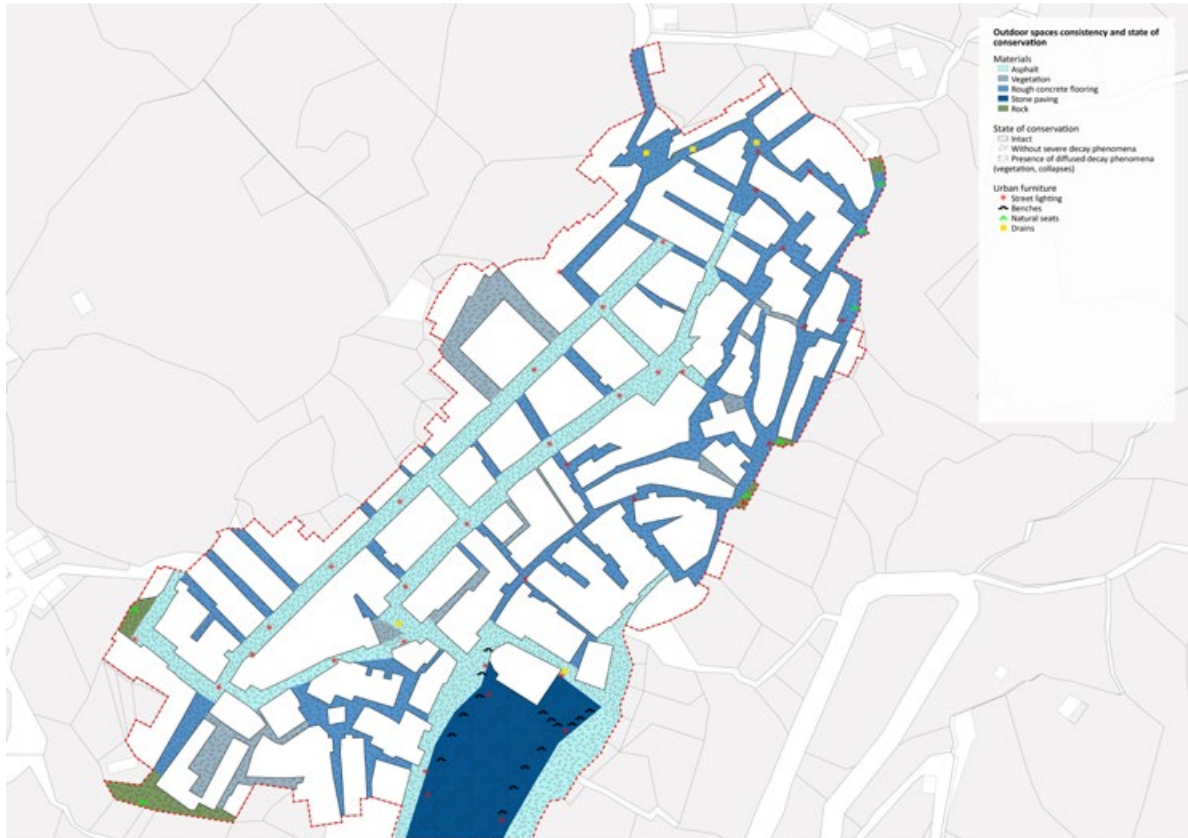 Outdoor spaces consistency and state of
conservation
Materials
Asphalt
Vegetation
Rough concrete flooring
Stone paving
Rock
State of conservation
Intact
Without severe decay phenomena
Presence of diffused decay phenomena
(vegetation, collapses)
Urban furniture
Street lighting
Benches
Natural seats
Drains